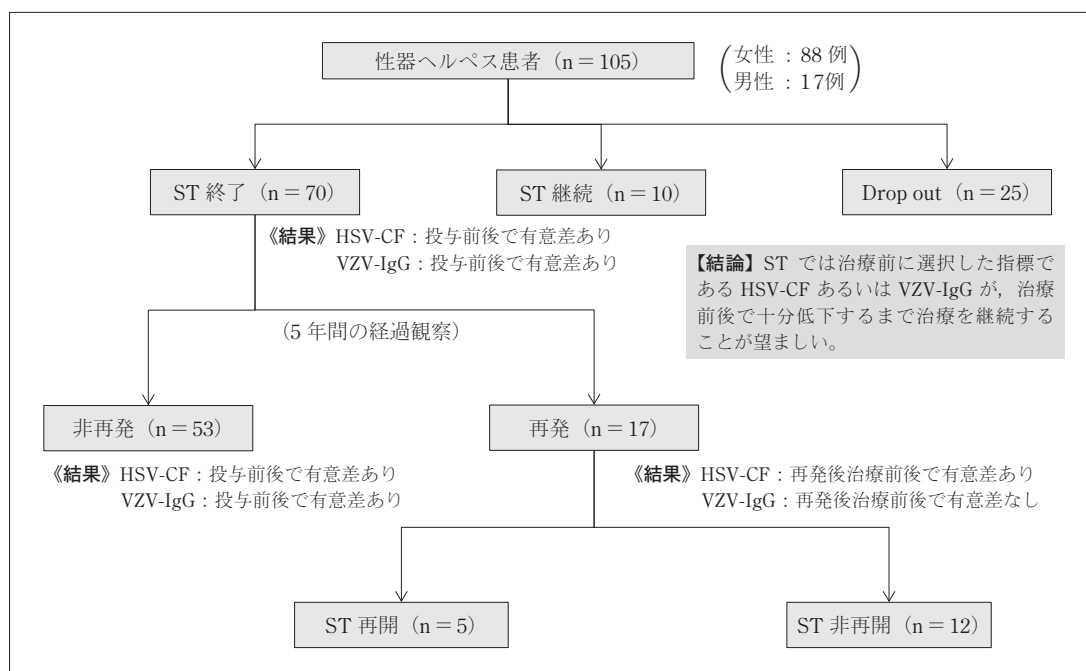 性器ヘルペス患者（n = 105）
女性：88 例
男性：17例
ST 終了（n = 70）
ST 継続（n = 10）
Drop out（n = 25）
《結果》HSV-CF：投与前後で有意差あり
VZV-IgG：投与前後で有意差あり
【結論】ST では治療前に選択した指標で
ある HSV-CF あるいは VZV-IgG が，治療
前後で十分低下するまで治療を継続する
ことが望ましい。
（5 年間の経過観察）
非再発（n = 53）
再発（n = 17）
《結果》HSV-CF：投与前後で有意差あり
VZV-IgG：投与前後で有意差あり
《結果》HSV-CF：再発後治療前後で有意差あり
VZV-IgG：再発後治療前後で有意差なし
ST 再開（n = 5）
ST 非再開（n = 12）